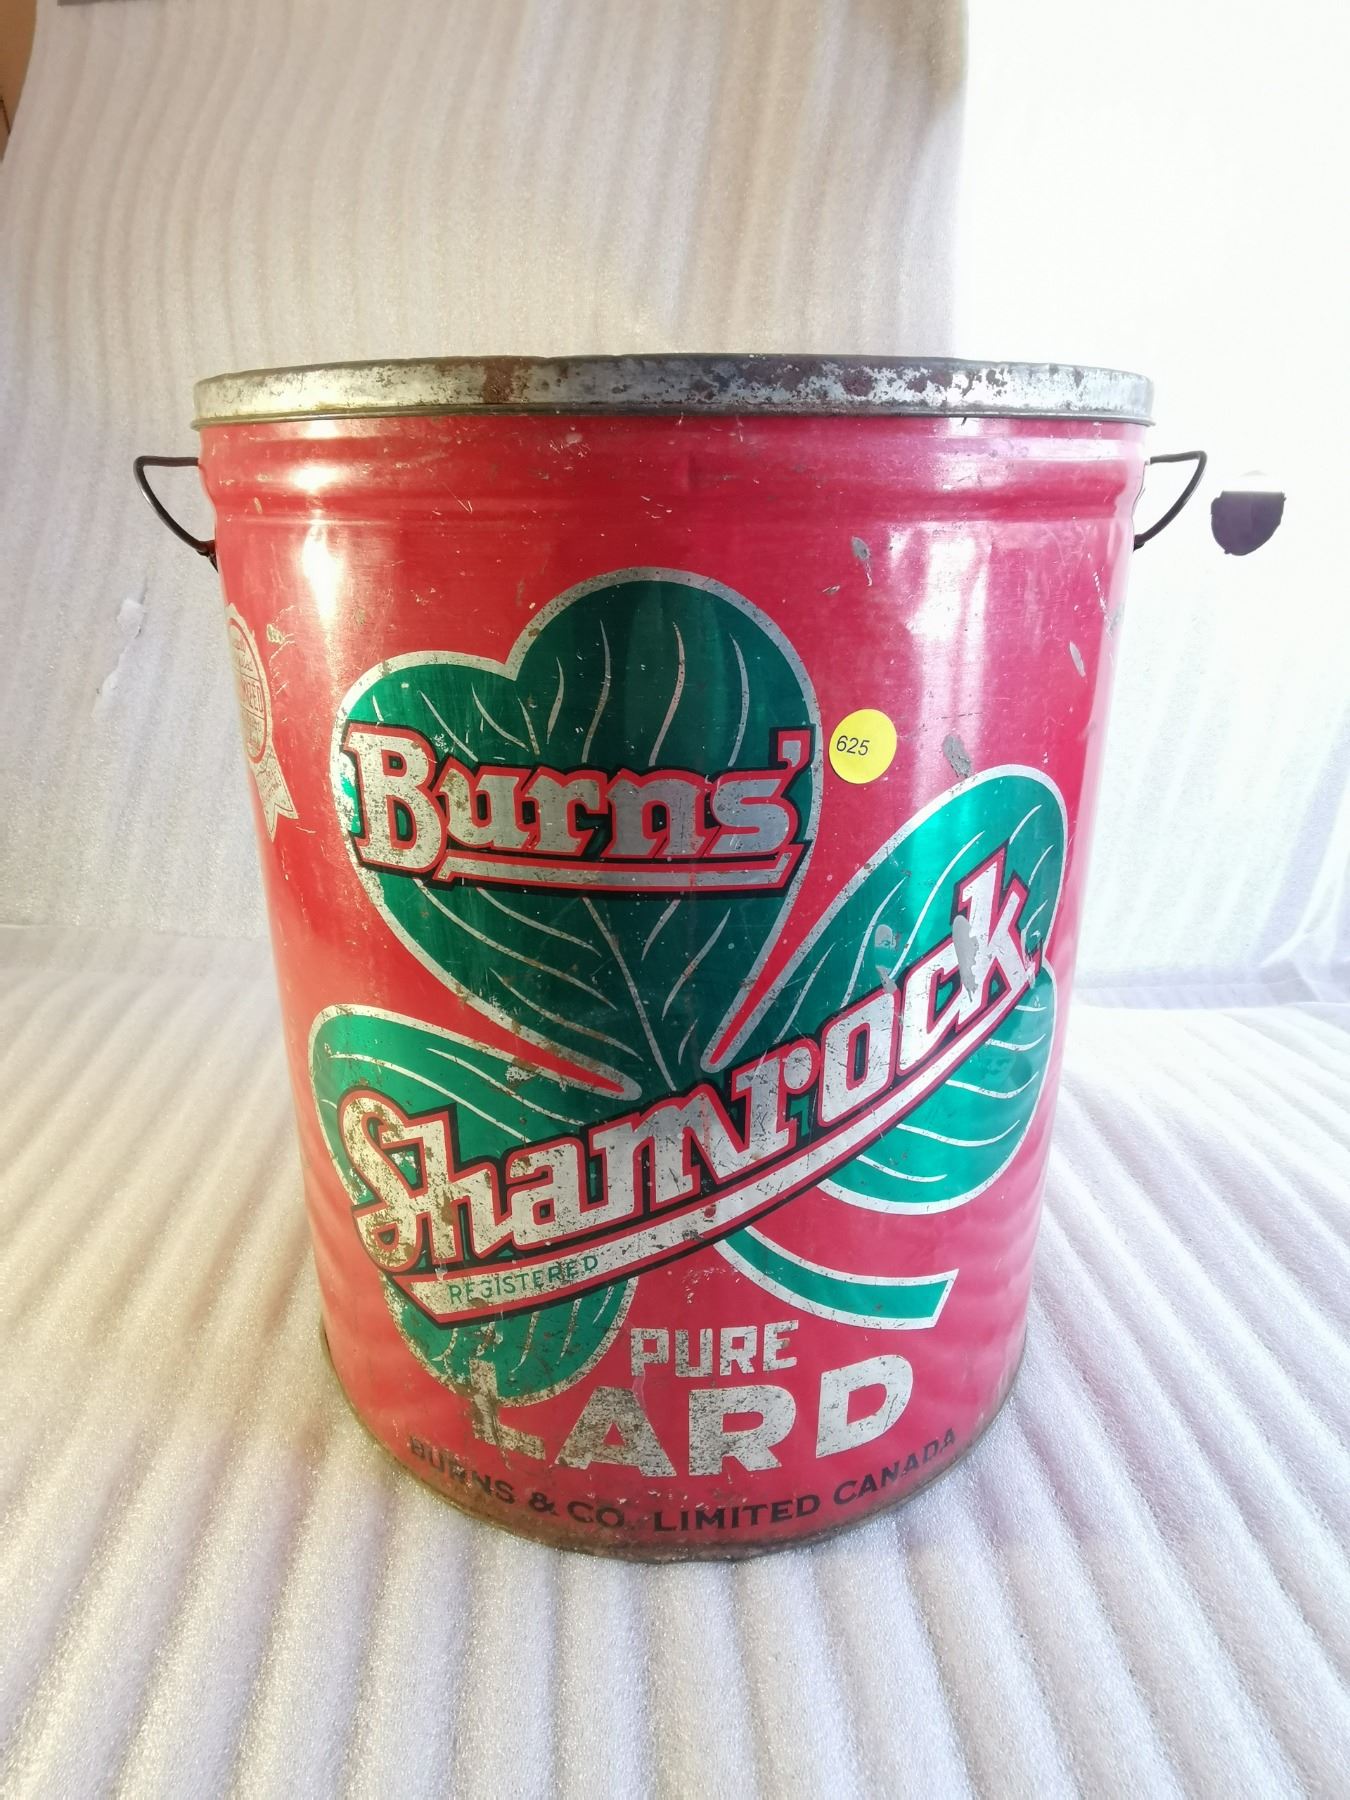 Burns'
625
Shamrock
REGISTERED
PURE
LARD
BURNS & CO. LIMITED CANADA